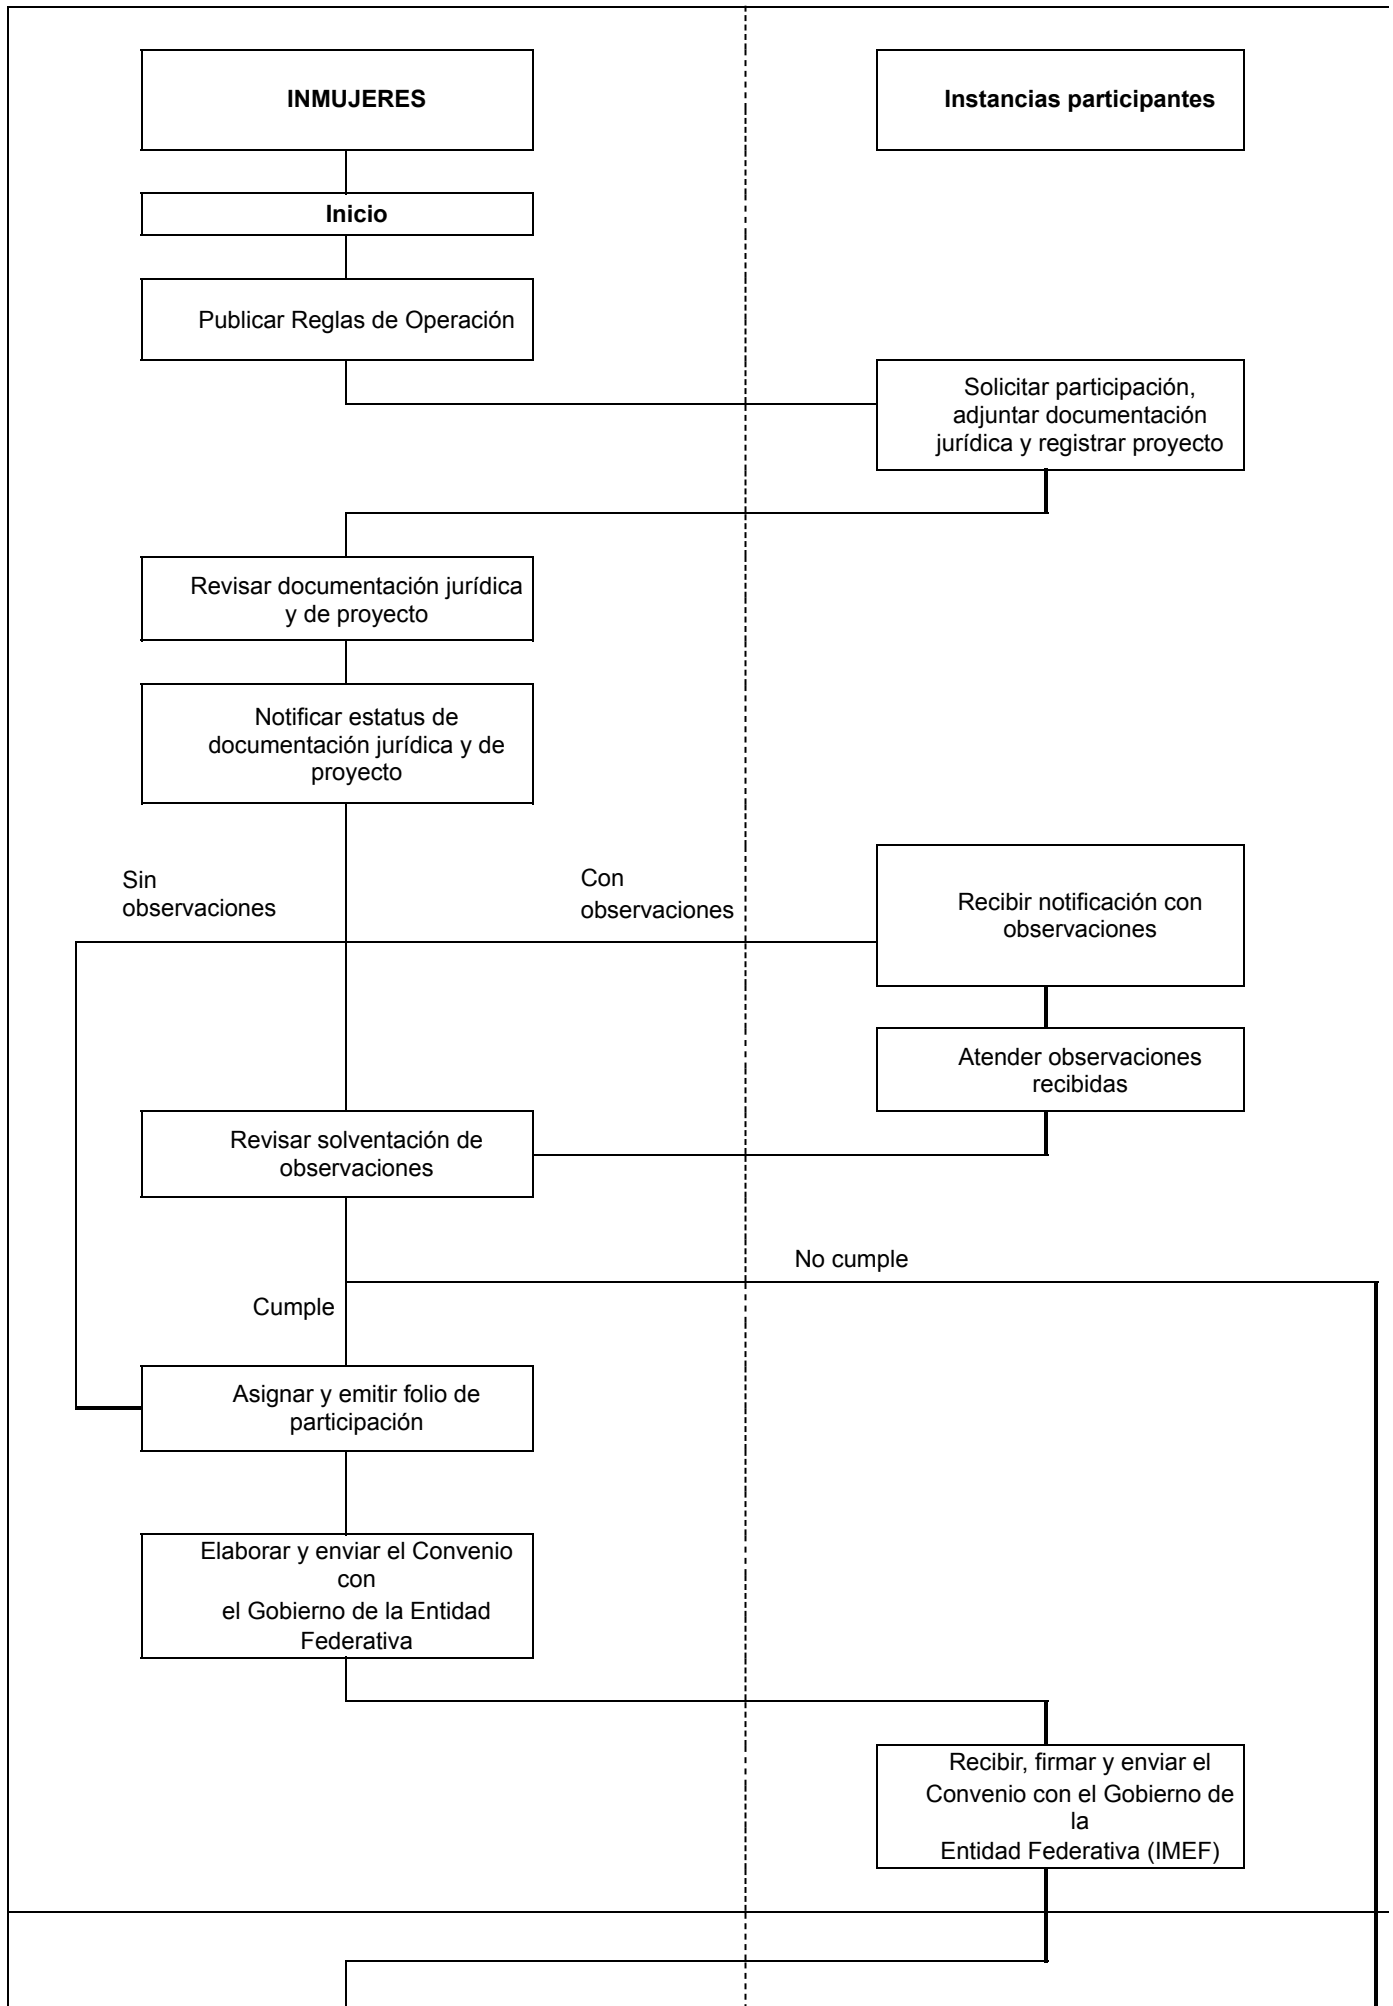 INMUJERES
Instancias participantes
Inicio
Publicar Reglas de Operación
Solicitar participación,
adjuntar documentación
jurídica y registrar proyecto
Revisar documentación jurídica
y de proyecto
Notificar estatus de
documentación jurídica y de
proyecto
Sin
observaciones
Con
observaciones
Recibir notificación con
observaciones
Atender observaciones
recibidas
Revisar solventación de
observaciones
No cumple
Cumple
Asignar y emitir folio de
participación
Elaborar y enviar el Convenio
con
el Gobierno de la Entidad
Federativa
Recibir, firmar y enviar el
Convenio con el Gobierno de
la
Entidad Federativa (IMEF)